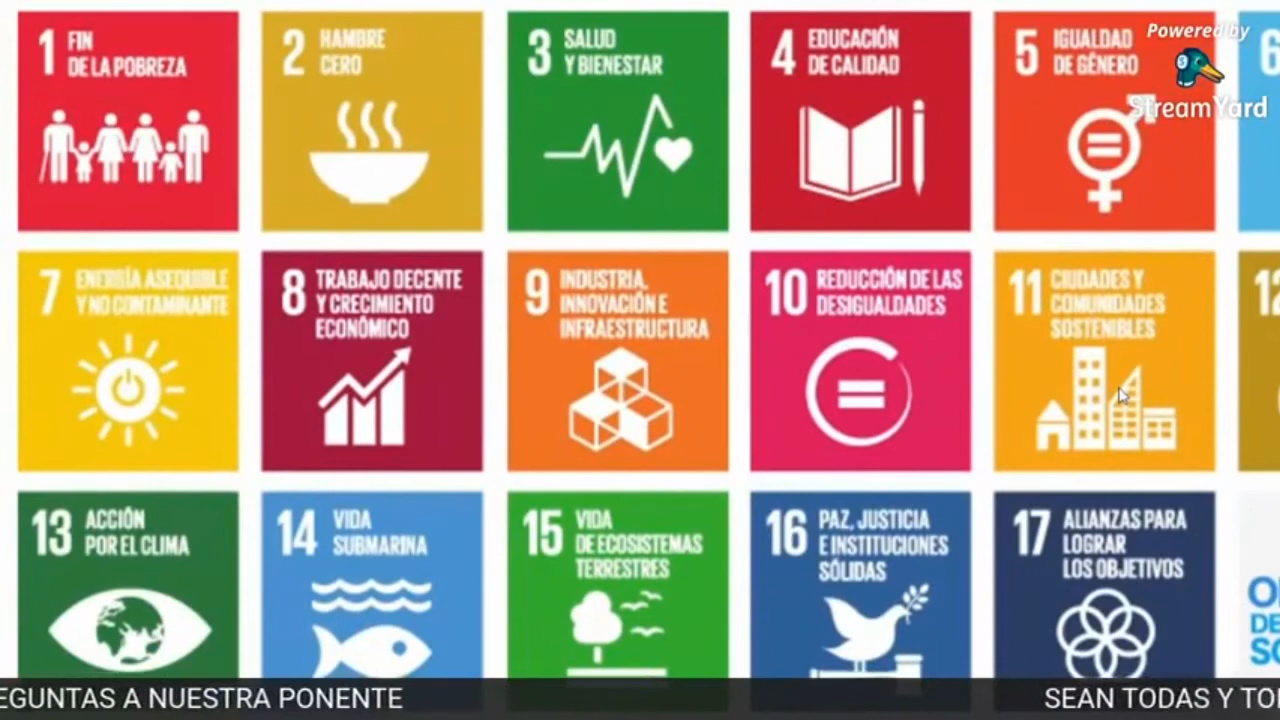 1 FIN
DE LA POBREZA
2 HAMBRE
CERO
3 SALUD
Y BIENESTAR
4 EDUCACIÓN
DE CALIDAD
5 IGUALDAD
DE GÉNERO
6
Powered by
StreamYard
7 ENERGÍA ASEQUIBLE
Y NO CONTAMINANTE
8 TRABAJO DECENTE
Y CRECIMIENTO
ECONÓMICO
9 INDUSTRIA,
INNOVACIÓN E
INFRAESTRUCTURA
10 REDUCCIÓN DE LAS
DESIGUALDADES
11 CIUDADES Y
COMUNIDADES
SOSTENIBLES
12
13 ACCIÓN
POR EL CLIMA
14 VIDA
SUBMARINA
15 VIDA
DE ECOSISTEMAS
TERRESTRES
16 PAZ, JUSTICIA
E INSTITUCIONES
SÓLIDAS
17 ALIANZAS PARA
LOGRAR
LOS OBJETIVOS
DE
EGUNTAS A NUESTRA PONENTE
SEAN TODAS Y TO